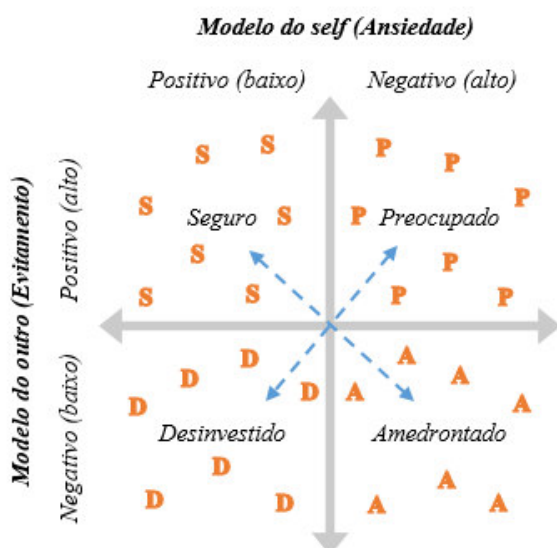 Modelo do self (Ansiedade)
Positivo (baixo) Negativo (alto)
Modelo do outro (Evitamento)
Positivo (alto)
Negativo (baixo)
S S P P
S S P P
Seguro Preocupado
S P
S S P P
D A
D D A A
D A A
Desinvestido Amedrontado
D A
D D A A